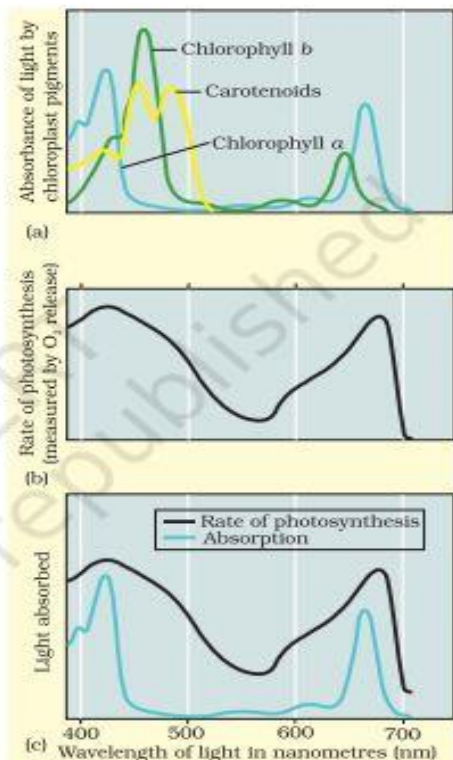 Absorbance of light by
chloroplast pigments
Chlorophyll b
Carotenoids
Chlorophyll a
(a)
Rate of photosynthesis
(measured by O₂ release)
(b)
Light absorbed
Rate of photosynthesis
Absorption
400
500
600
700
(c)
Wavelength of light in nanometres (nm)
republished